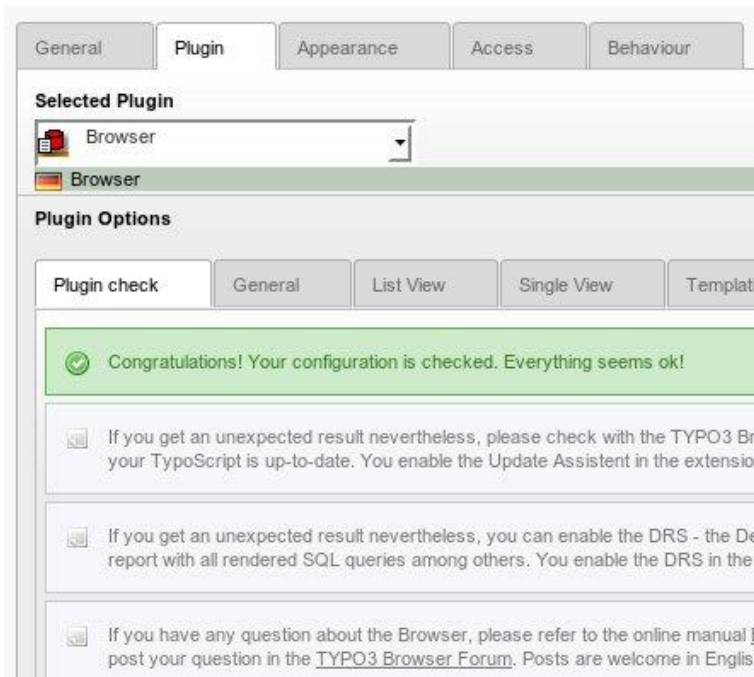 General Plugin Appearance Access Behaviour
Selected Plugin
Browser
Browser
Plugin Options
Plugin check General List View Single View
Congratulations! Your configuration is checked. Everything seems ok!
If you get an unexpected result nevertheless, please check with the TYPO3
your TypoScript is up-to-date. You enable the Update Assistent in the
If you get an unexpected result nevertheless, you can enable the DRS - the
report with all rendered SQL queries among others. You enable the DRS in the
If you have any question about the Browser, please refer to the online manual
post your question in the TYPO3 Browser Forum. Posts are welcome in